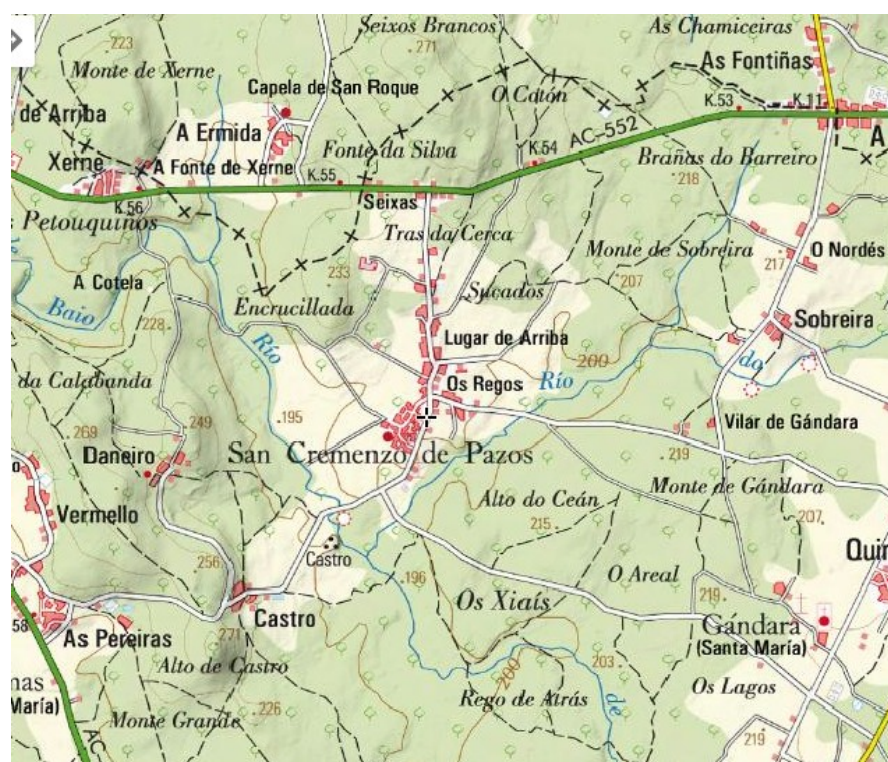 Seixos Brancos
As Chamiceiras
223
271
Monte de Xerne
As Fontiñas
Capela de San Roque
O Catón
K.53
K.11
de Arriba
A Ermida
AC-552
A
Xerne
A Fonte de Xerne
Fonte da Silva
K.54
Brañas do Barreiro
K.55
218
K.56
Seixas
Petouquiños
Tras da Cerca
Monte de Sobreira
O Nordés
217
A Cotela
233
Sucados
207
Baio
Encrucillada
228
Lugar de Arriba
Sobreira
Río
200
da Calabanda
Os Regos
Río
do
249
195
Vilar de Gándara
269
Daneiro
San Cremenzo de Pazos
219
Alto do Ceán
Monte de Gándara
Vermello
215
207
256
Castro
Quin
196
O Areal
Os Xiaís
219
58
Castro
Gándara
As Pereiras
(Santa María)
271
Alto de Castro
200
203
Os Lagos
nas
Rego de Atrás
de
María)
226
Monte Grande
219
AC